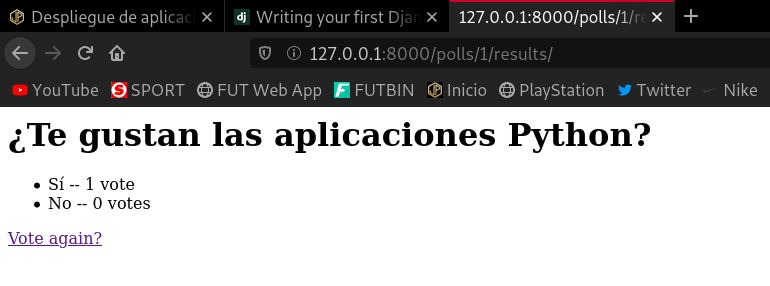 Despliegue de aplicac
Writing your first Djan
127.0.0.1:8000/polls/1/re
127.0.0.1:8000/polls/1/results/
YouTube
SPORT
FUT Web App
FUTBIN
Inicio
PlayStation
Twitter
Nike
¿Te gustan las aplicaciones Python?
Sí -- 1 vote
No -- 0 votes
Vote again?